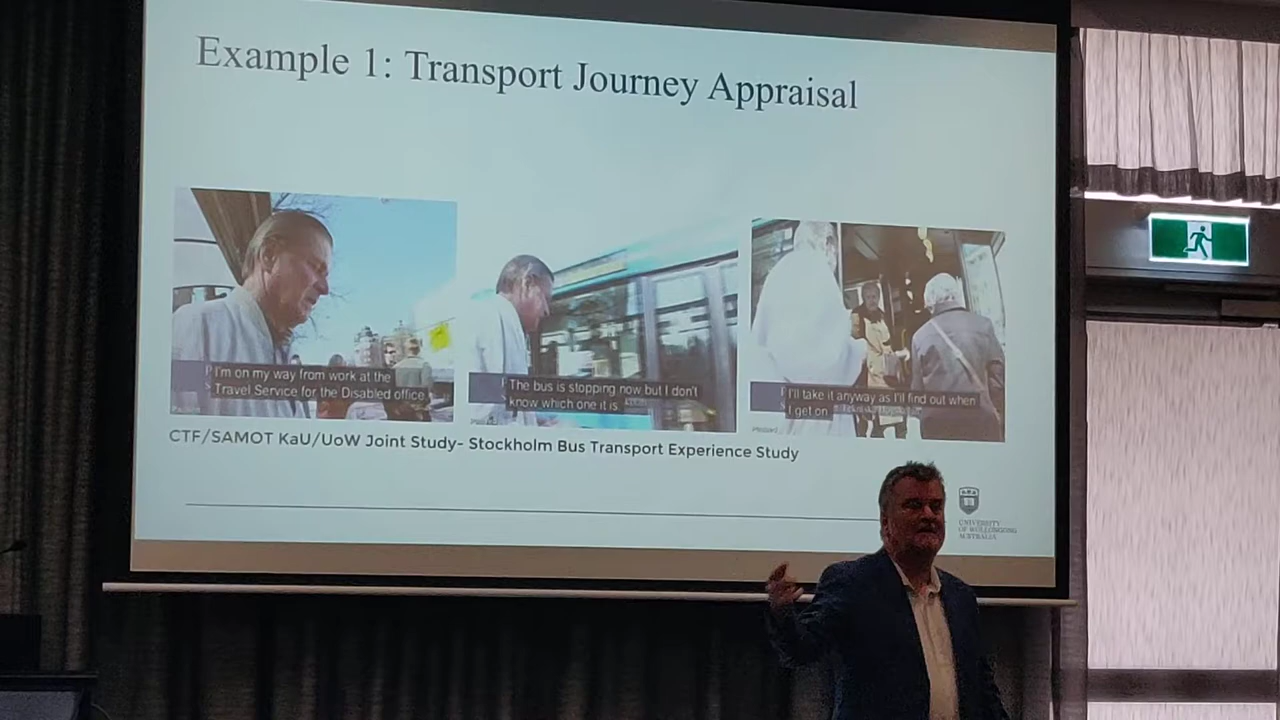 Example 1: Transport Journey Appraisal
I'm on my way from work at the
Travel Service for the Disabled office.
The bus is stopping now but I don't
know which one it is
I'll take it anyway as I'll find out when
I get on
CTF/SAMOT KaU/UoW Joint Study- Stockholm Bus Transport Experience Study
UNIVERSITY
OF WOLLONGONG
AUSTRALIA